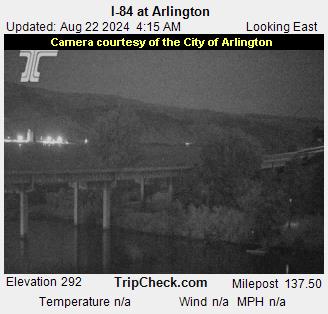 I-84 at Arlington
Updated: Aug 22 2024 4:15 AM Looking East
Camera courtesy of the City of Arlington
Elevation 292 TripCheck.com Milepost 137.50
Temperature n/a Wind n/a MPH n/a